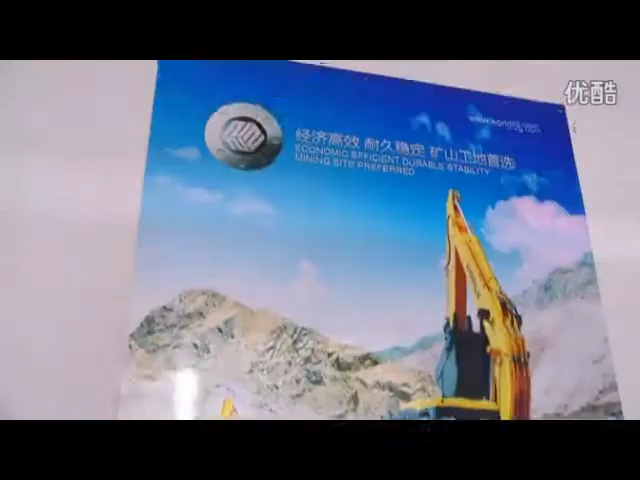 优酷
经济高效 耐久稳定 矿山工地首选
ECONOMIC EFFICIENT DURABLE STABILITY
MINING SITE PREFERRED